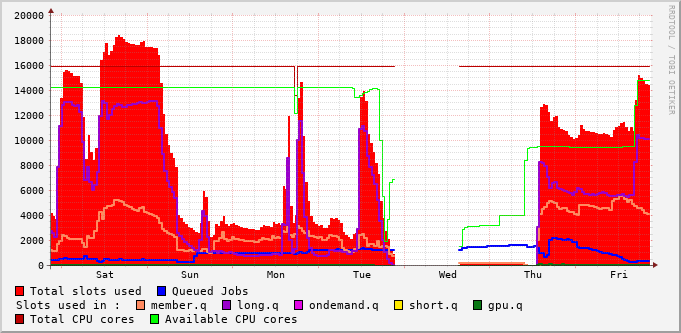 20000
18000
16000
14000
12000
10000
8000
6000
4000
2000
0
Sat Sun Mon Tue Wed Thu Fri
RRDTOOL / TOBI OETIKER
Total slots used Queued Jobs
Slots used in : member.q long.q ondemand.q short.q gpu.q
Total CPU cores Available CPU cores